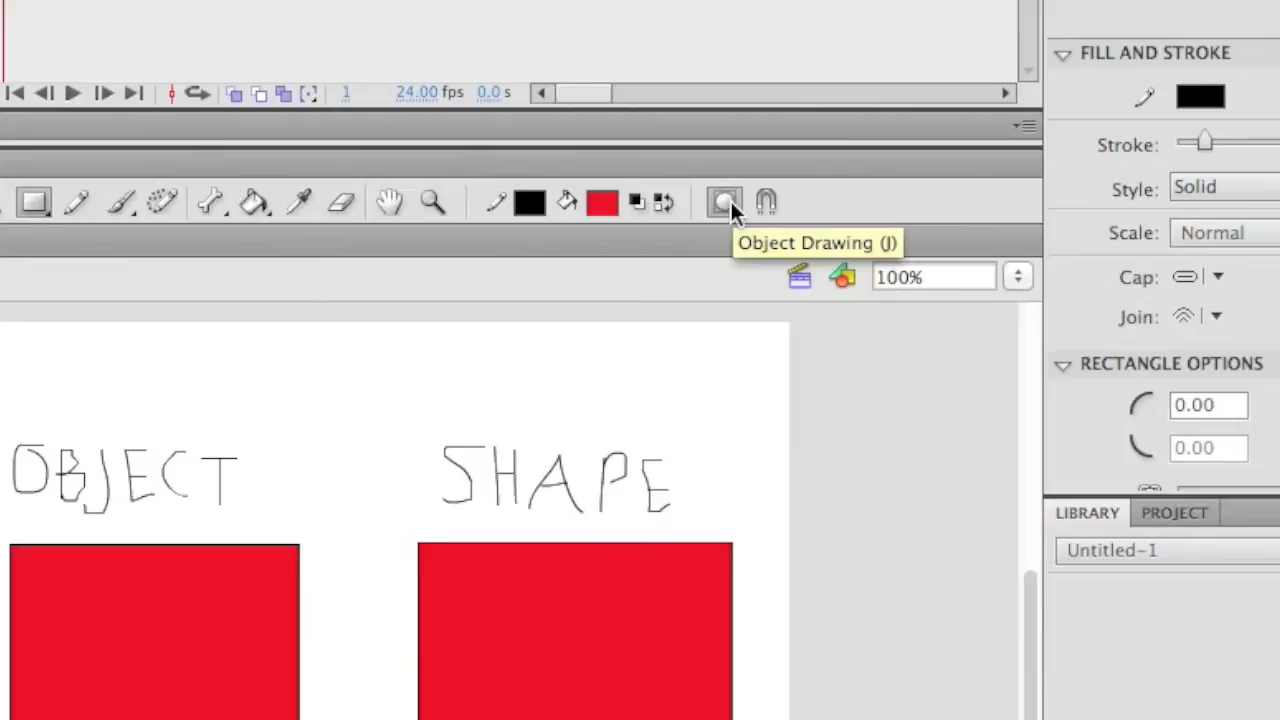 FILL AND STROKE
1 24.00 fps 0.0 s
Stroke:
Style: Solid
Object Drawing (J)
Scale: Normal
100%
Cap:
Join:
RECTANGLE OPTIONS
0.00
0.00
OBJECT SHAPE
LIBRARY PROJECT
Untitled-1